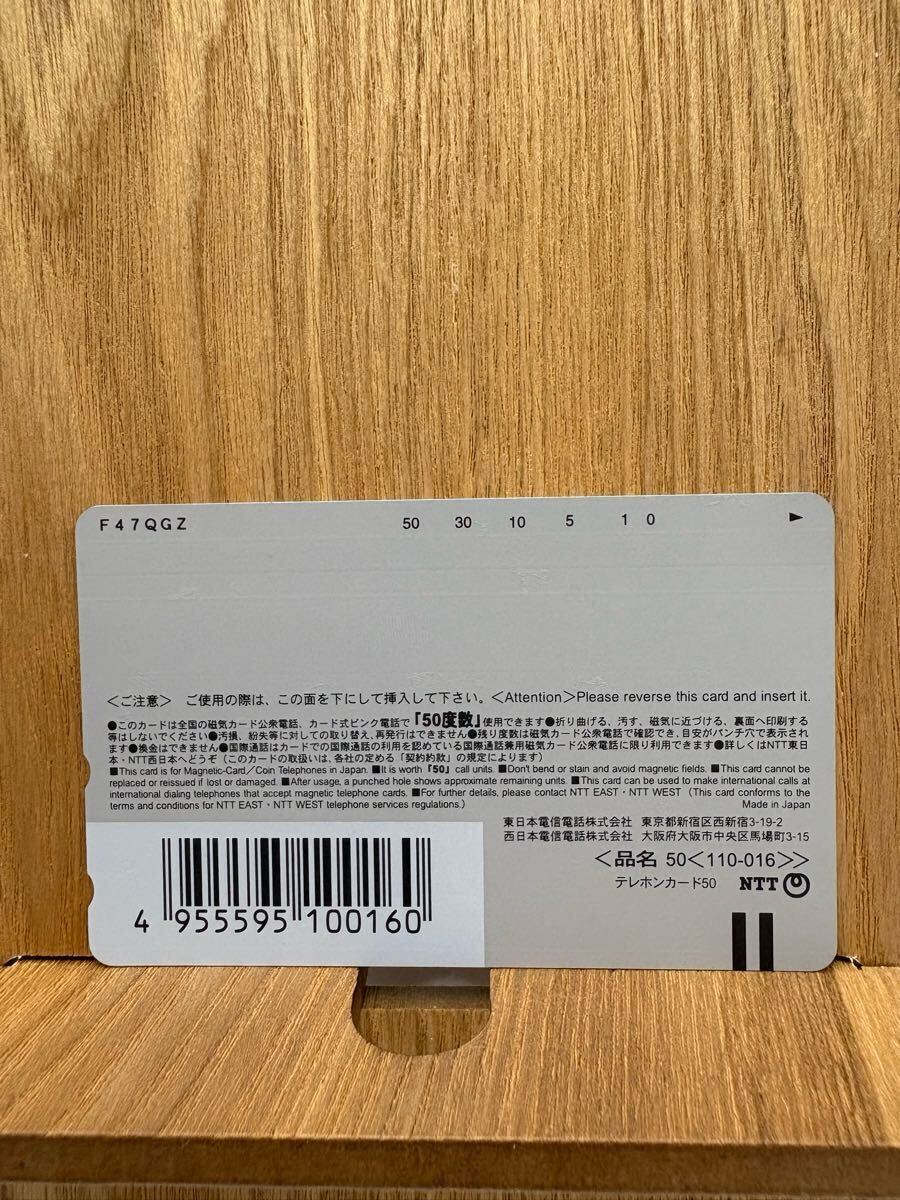 F47QGZ 50 30 10 5 1 0
<ご注意> ご使用の際は、この面を下にして挿入して下さい。<Attention>Please reverse this card and insert it.
●このカードは全国の磁気カード公衆電話、カード式ピンク電話で「50度数」使用できます●折り曲げる、汚す、磁気に近づける、裏面へ印刷する
等はしないでください●汚損、紛失等に対しての取り替え、再発行はできません●残り度数は磁気カード公衆電話で確認でき、目安がパンチ穴で表示され
ます●換金はできません●国際通話はカードでの国際通話の利用を認めている国際通話兼用磁気カード公衆電話に限り利用できます●詳しくはNTT東日
本・NTT西日本へどうぞ(このカードの取扱いは、各社の定める「契約約款」の規定によります)
■This card is for Magnetic-Card/Coin Telephones in Japan. ■It is worth「50」call units. ■Don't bend or stain and avoid magnetic fields. ■This card cannot be
replaced or reissued if lost or damaged. ■After usage, a punched hole shows approximate remaining units. ■This card can be used to make international calls at
international dialing telephones that accept magnetic telephone cards. ■For further details, please contact NTT EAST・NTT WEST (This card conforms to the
terms and conditions for NTT EAST・NTT WEST telephone services regulations.) Made in Japan
東日本電信電話株式会社 東京都新宿区西新宿3-19-2
西日本電信電話株式会社 大阪府大阪市中央区馬場町3-15
<品名 50<110-016>>
テレホンカード50 NTT
4 955595 100160